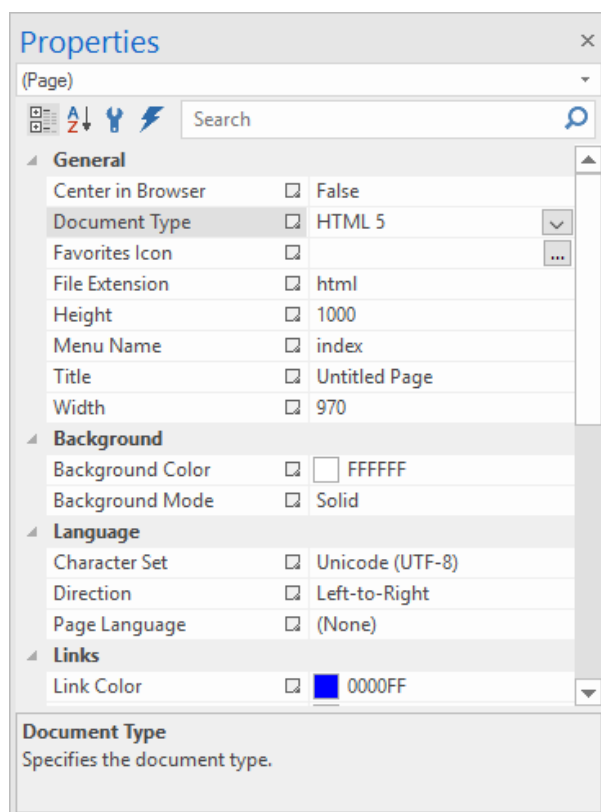 Properties
(Page)
Search
General
Center in Browser False
Document Type HTML 5
Favorites Icon ...
File Extension html
Height 1000
Menu Name index
Title Untitled Page
Width 970
Background
Background Color FFFFFF
Background Mode Solid
Language
Character Set Unicode (UTF-8)
Direction Left-to-Right
Page Language (None)
Links
Link Color 0000FF
Document Type
Specifies the document type.